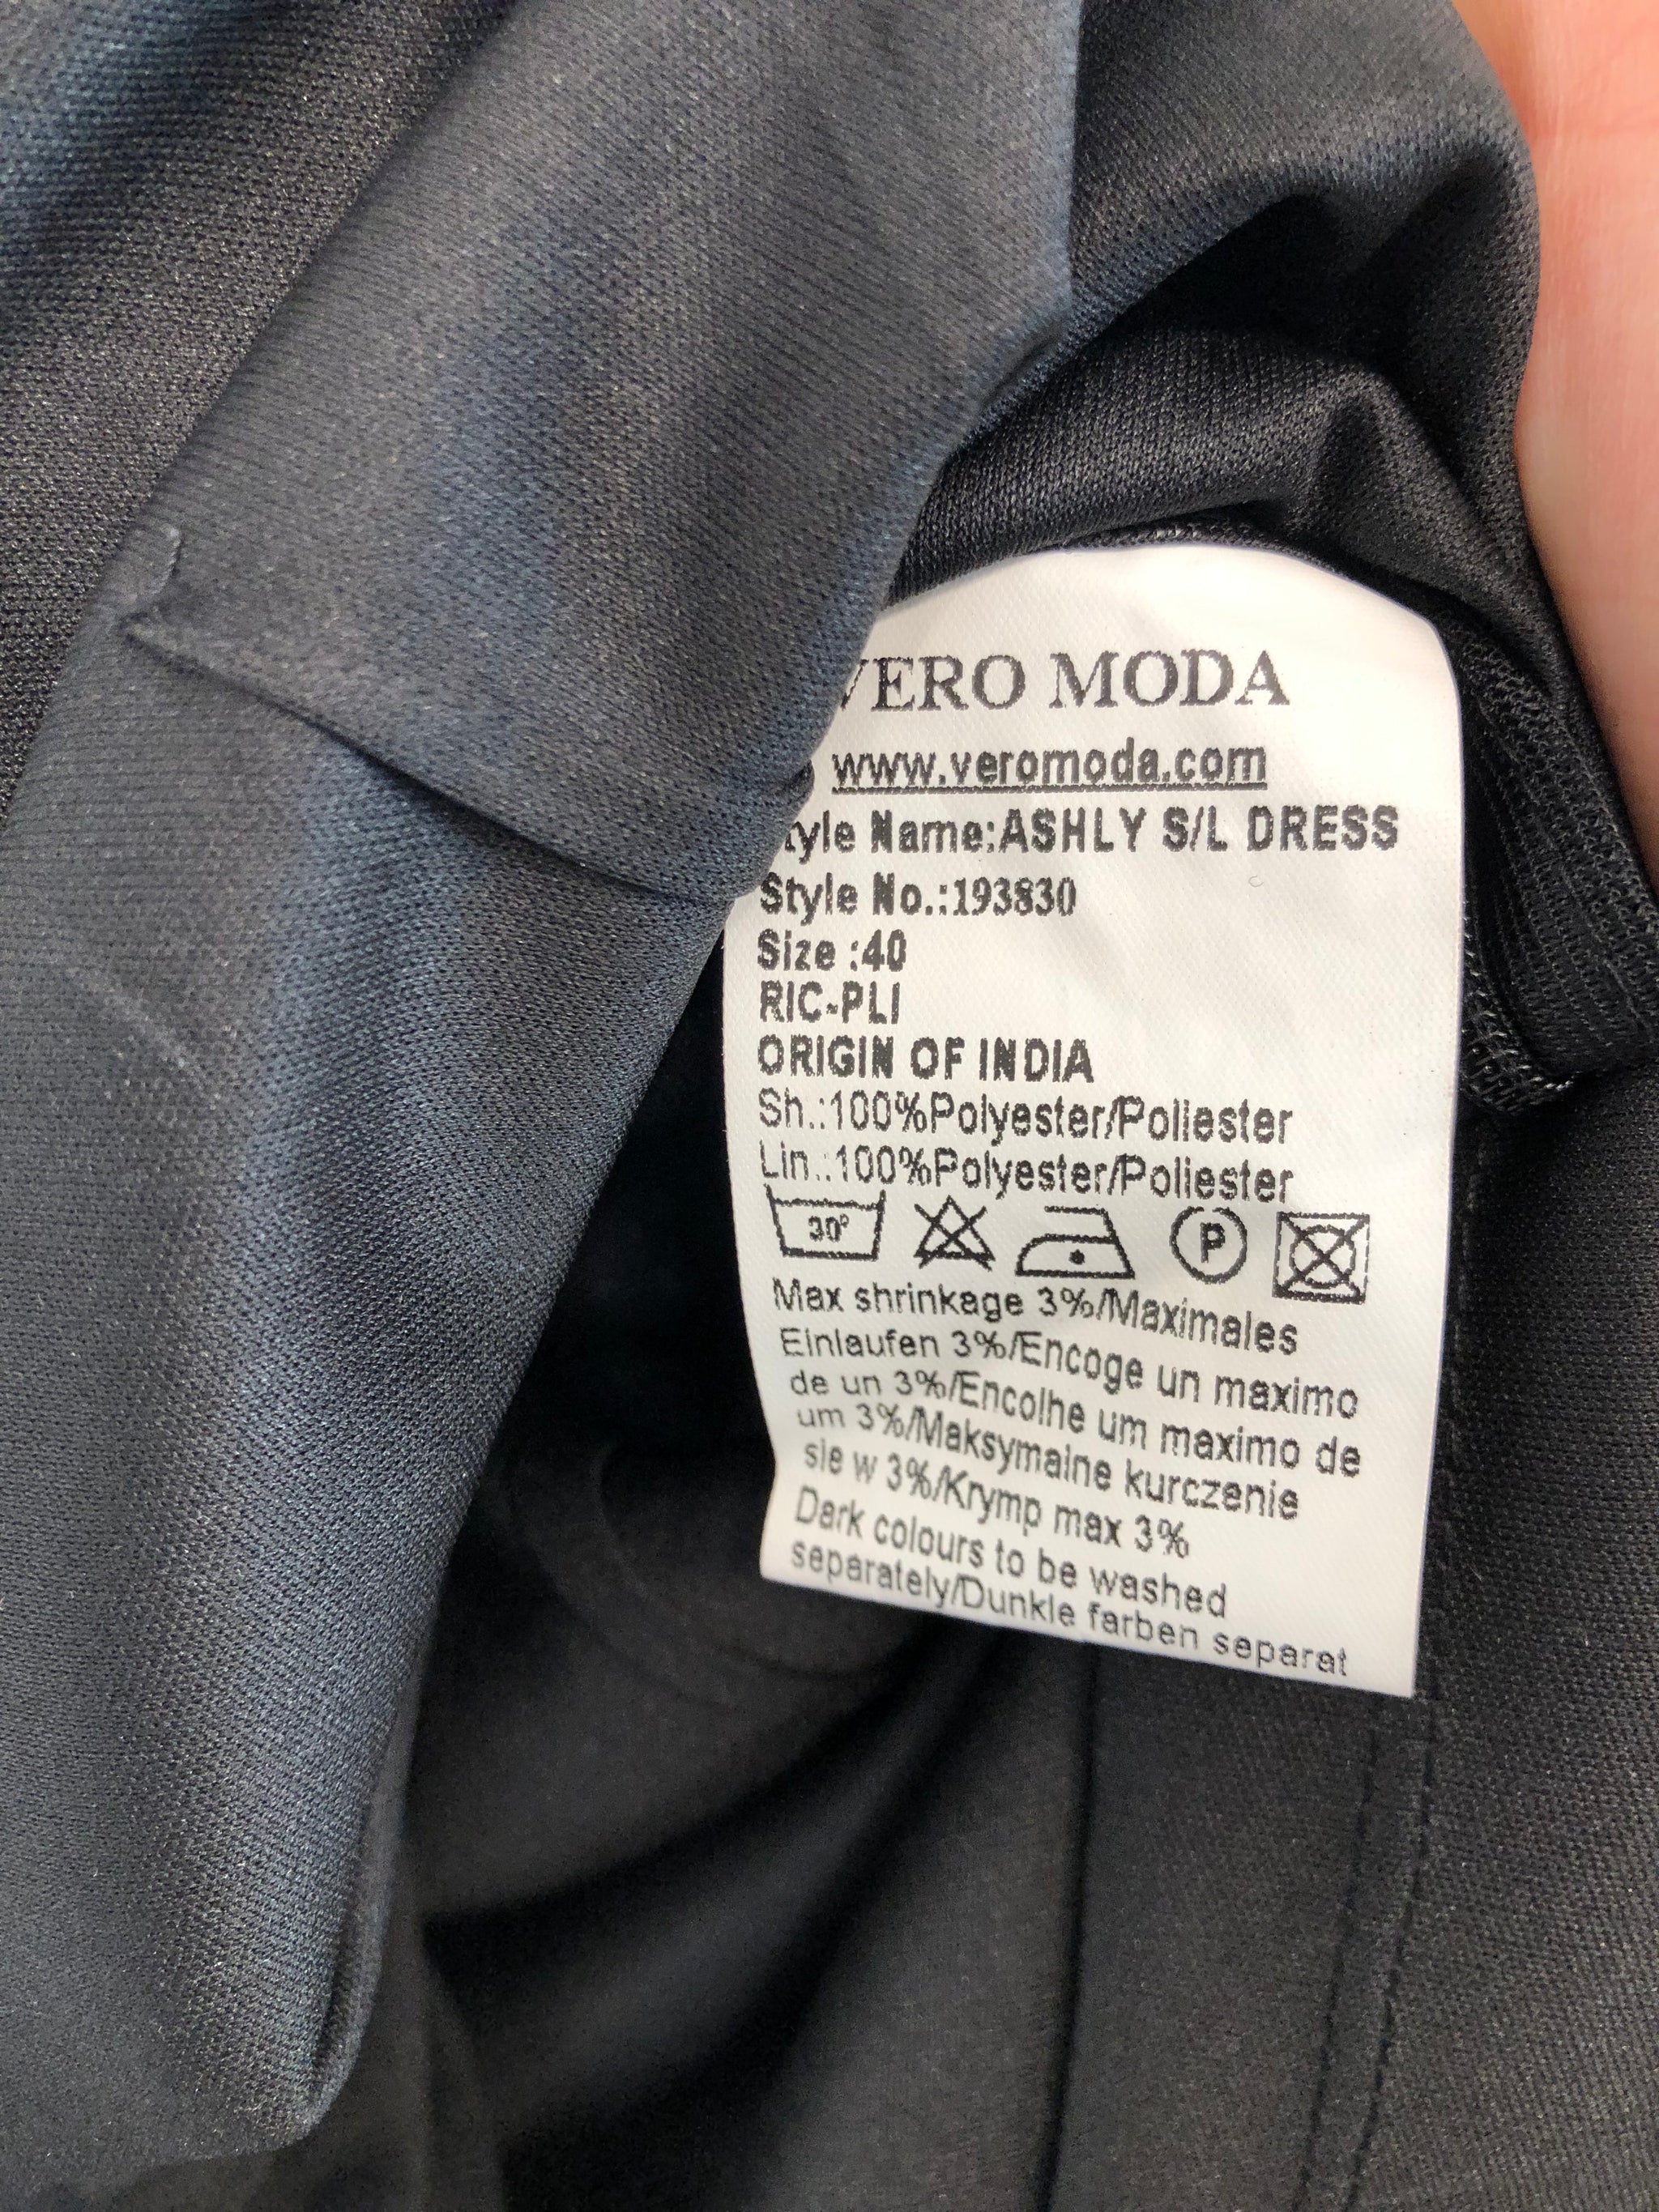 VERO MODA
www.veromoda.com
tyle Name:ASHLY S/L DRESS
Style No.:193830
Size :40
RIC-PLI
ORIGIN OF INDIA
Sh.:100%Polyester/Poliester
Lin.:100%Polyester/Poliester
30° P
Max shrinkage 3%/Maximales
Einlaufen 3%/Encoge un maximo
de un 3%/Encolhe um maximo de
um 3%/Maksymalne kurczenie
sie w 3%/Krymp max 3%
Dark colours to be washed
separately/Dunkle farben separat